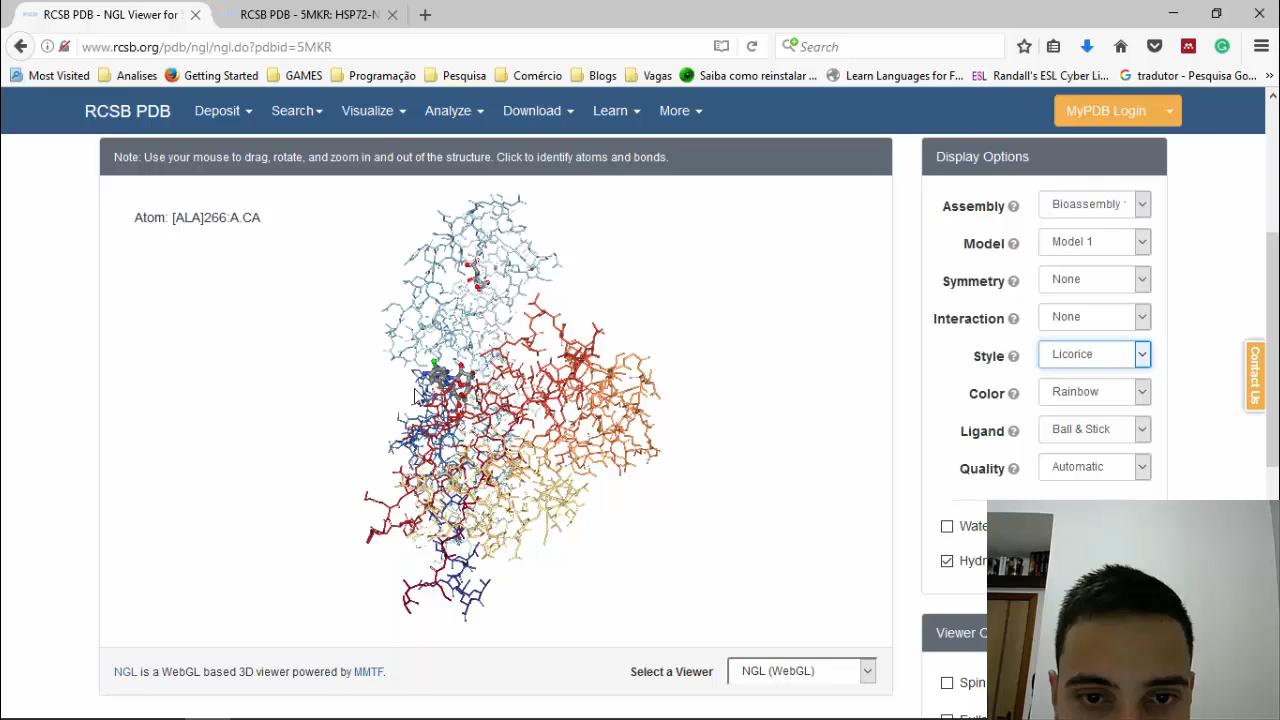 RCSB PDB - NGL Viewer for 5
RCSB PDB - 5MKR: HSP72-N
www.rcsb.org/pdb/ngl/ngl.do?pdbid=5MKR
Search
Most Visited
Analises
Getting Started
GAMES
Programação
Pesquisa
Comércio
Blogs
Vagas
Saiba como reinstalar ...
Learn Languages for F...
ESL Randall's ESL Cyber Li...
tradutor - Pesquisa Go...
RCSB PDB
Deposit
Search
Visualize
Analyze
Download
Learn
More
MyPDB Login
Note: Use your mouse to drag, rotate, and zoom in and out of the structure. Click to identify atoms and bonds.
Atom: [ALA]266:A.CA
Display Options
Assembly Bioassembly
Model Model 1
Symmetry None
Interaction None
Style Licorice
Color Rainbow
Ligand Ball & Stick
Quality Automatic
Wate
Hydr
Viewer O
Spin
Contact Us
NGL is a WebGL based 3D viewer powered by MMTF.
Select a Viewer NGL (WebGL)